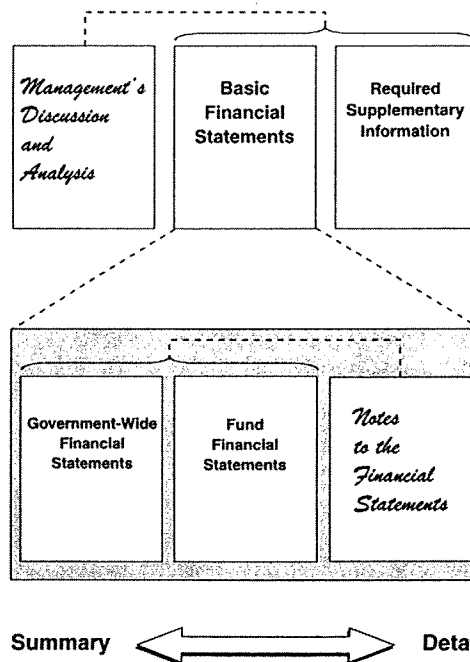 Management's
Discussion
and
Analysis
Basic
Financial
Statements
Required
Supplementary
Information
Government-Wide
Financial
Statements
Fund
Financial
Statements
Notes
to the
Financial
Statements
Summary
Deta